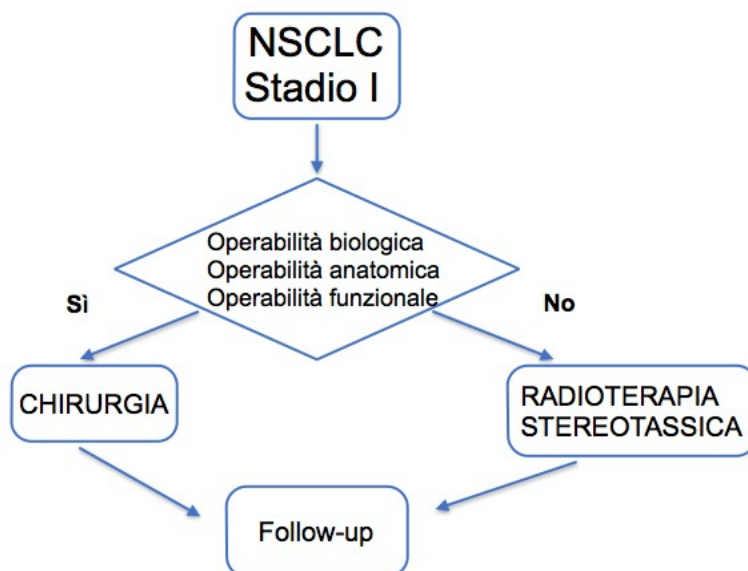 NSCLC
Stadio I
Operabilità biologica
Operabilità anatomica
Operabilità funzionale
Sì
No
CHIRURGIA
RADIOTERAPIA
STEREOTASSICA
Follow-up